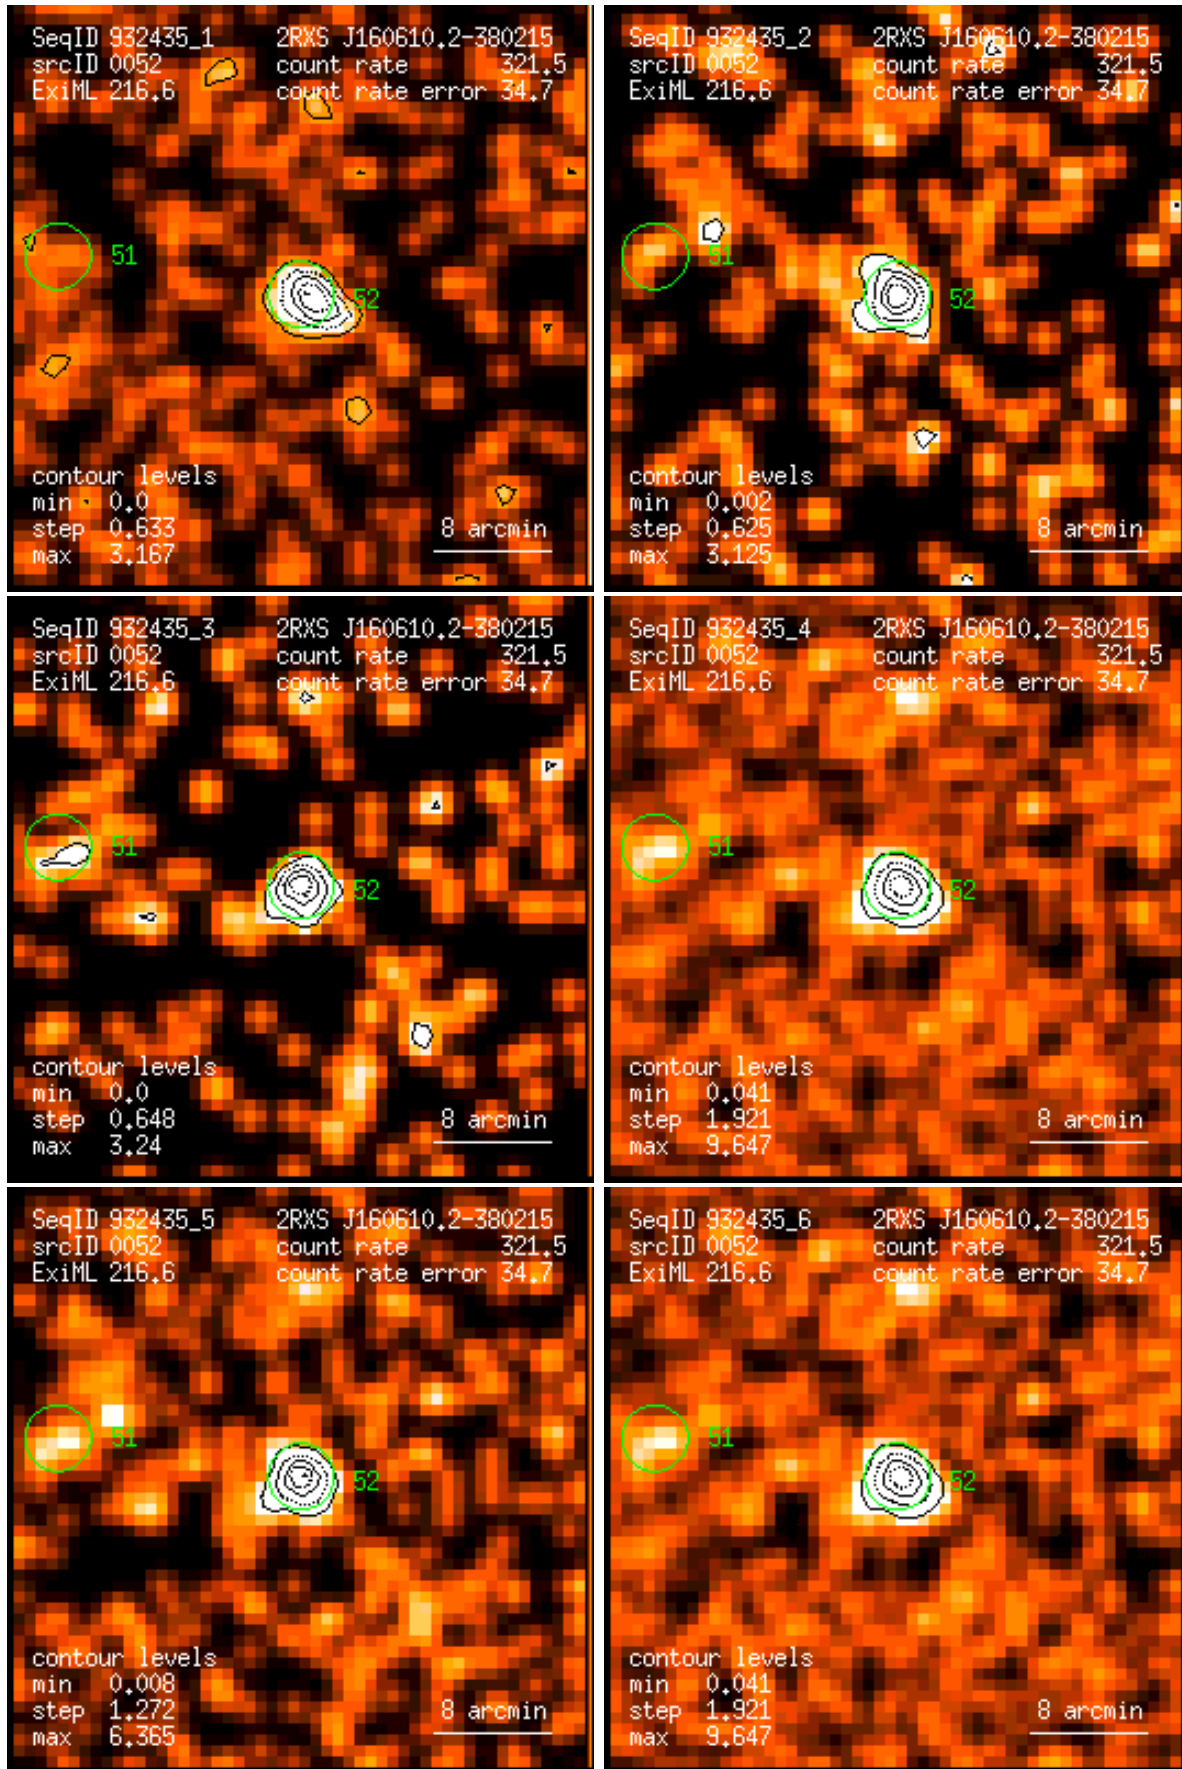 SeqID 932435_1 2RXS J160610.2-380215
srcID 0052 count rate 321.5
ExiML 216.6 count rate error 34.7
51
52
contour levels
min 0.0
step 0.633 8 arcmin
max 3.167
SeqID 932435_2 2RXS J160610.2-380215
srcID 0052 count rate 321.5
ExiML 216.6 count rate error 34.7
51
52
contour levels
min 0.002
step 0.625 8 arcmin
max 3.125
SeqID 932435_3 2RXS J160610.2-380215
srcID 0052 count rate 321.5
ExiML 216.6 count rate error 34.7
51
52
contour levels
min 0.0
step 0.648 8 arcmin
max 3.24
SeqID 932435_4 2RXS J160610.2-380215
srcID 0052 count rate 321.5
ExiML 216.6 count rate error 34.7
51
52
contour levels
min 0.041
step 1.921 8 arcmin
max 9.647
SeqID 932435_5 2RXS J160610.2-380215
srcID 0052 count rate 321.5
ExiML 216.6 count rate error 34.7
51
52
contour levels
min 0.008
step 1.272 8 arcmin
max 6.365
SeqID 932435_6 2RXS J160610.2-380215
srcID 0052 count rate 321.5
ExiML 216.6 count rate error 34.7
51
52
contour levels
min 0.041
step 1.921 8 arcmin
max 9.647